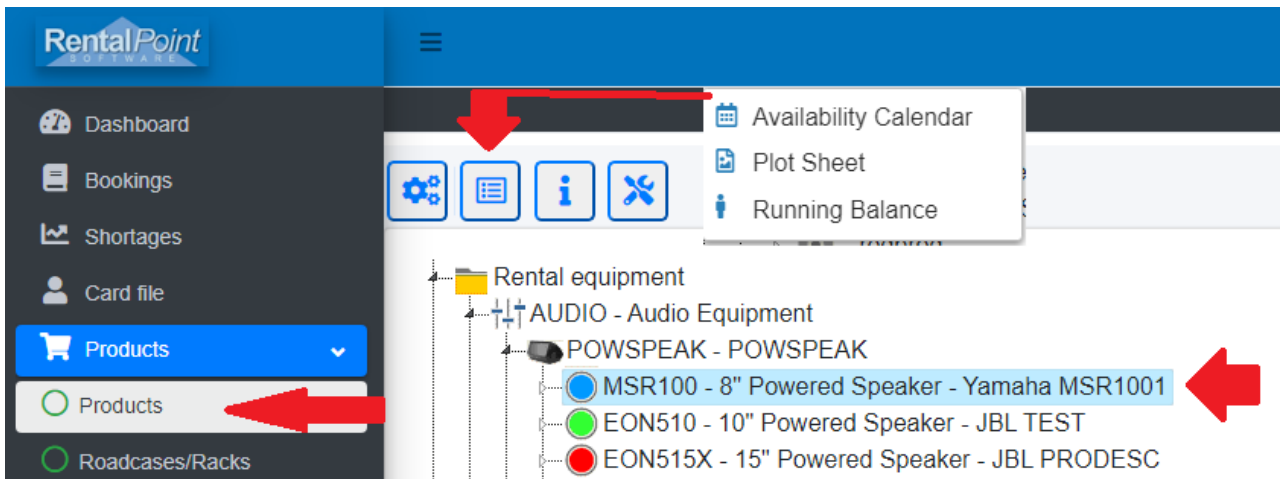 RentalPoint
SOFTWARE
Dashboard
Bookings
Shortages
Card file
Products
Products
Roadcases/Racks
Availability Calendar
Plot Sheet
Running Balance
Rental equipment
AUDIO - Audio Equipment
POWSPEAK - POWSPEAK
MSR100 - 8" Powered Speaker - Yamaha MSR1001
EON510 - 10" Powered Speaker - JBL TEST
EON515X - 15" Powered Speaker - JBL PRODESC